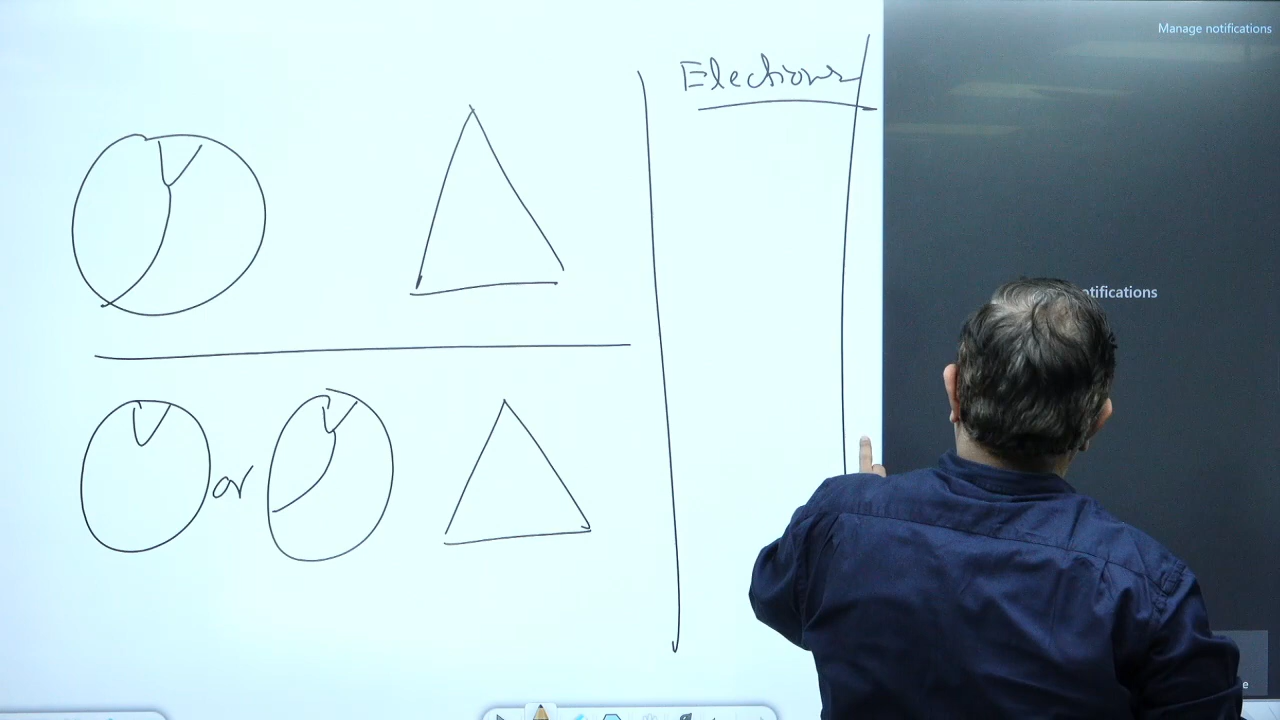 Manage notifications
Elections
otifications
or
e